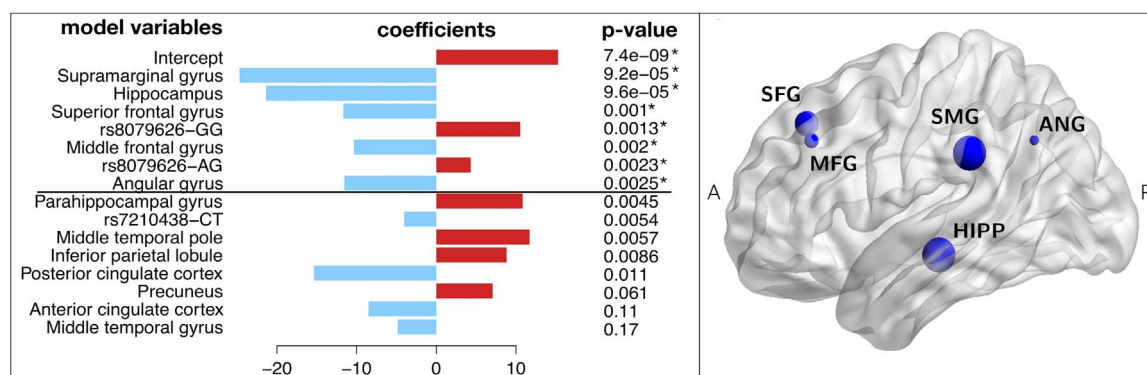 model variables coefficients p-value
Intercept 7.4e-09*
Supramarginal gyrus 9.2e-05*
Hippocampus 9.6e-05*
Superior frontal gyrus 0.001*
rs8079626-GG 0.0013*
Middle frontal gyrus 0.002*
rs8079626-AG 0.0023*
Angular gyrus 0.0025*
Parahippocampal gyrus 0.0045
rs7210438-CT 0.0054
Middle temporal pole 0.0057
Inferior parietal lobule 0.0086
Posterior cingulate cortex 0.011
Precuneus 0.061
Anterior cingulate cortex 0.11
Middle temporal gyrus 0.17
-20 -10 0 10
SFG
SMG ANG
MFG
A
HIPP